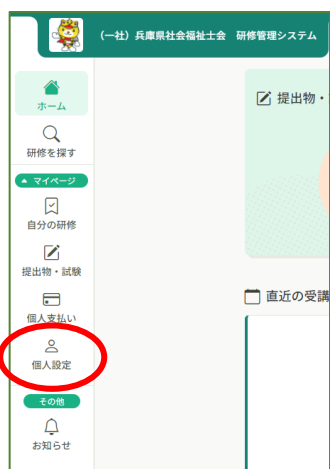 （一社）兵庫県社会福祉士会　研修管理システム
ホーム
研修を探す
マイページ
自分の研修
提出物・試験
個人支払い
個人設定
その他
お知らせ
提出物・
直近の受講